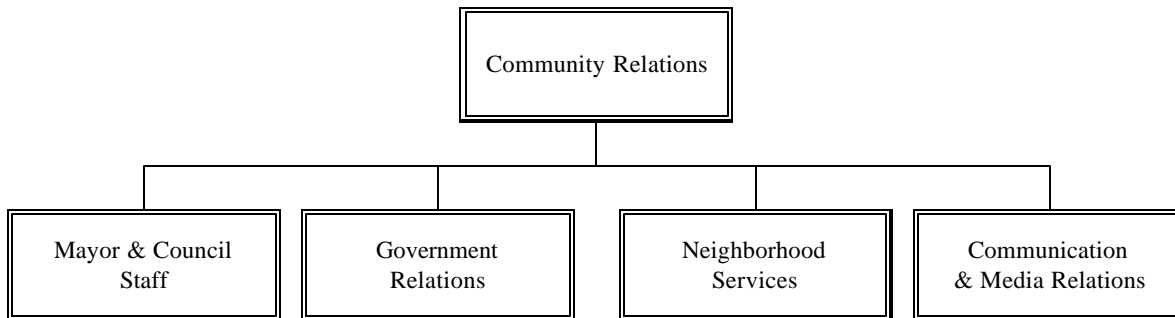 Community Relations
Mayor & Council
Staff
Government
Relations
Neighborhood
Services
Communication
& Media Relations